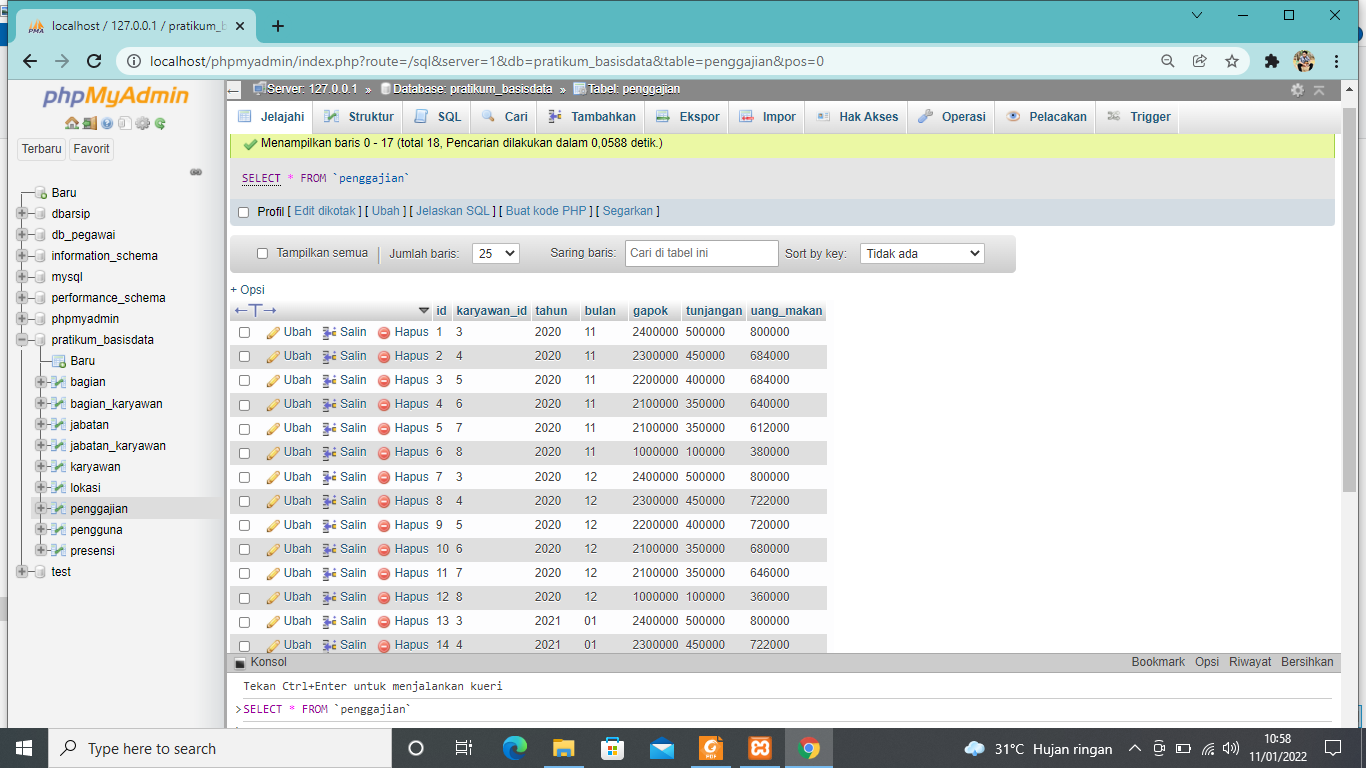 localhost / 127.0.0.1 / pratikum_b
localhost/phpmyadmin/index.php?route=/sql&server=1&db=pratikum_basisdata&table=penggajian&pos=0
phpMyAdmin
Terbaru Favorit
Baru
dbarsip
db_pegawai
information_schema
mysql
performance_schema
phpmyadmin
pratikum_basisdata
Baru
bagian
bagian_karyawan
jabatan
jabatan_karyawan
karyawan
lokasi
penggajian
pengguna
presensi
test
Server: 127.0.0.1 » Database: pratikum_basisdata » Tabel: penggajian
Jelajahi Struktur SQL Cari Tambahkan Ekspor Impor Hak Akses Operasi Pelacakan Trigger
Menampilkan baris 0 - 17 (total 18, Pencarian dilakukan dalam 0,0588 detik.)
SELECT * FROM `penggajian`
Profil [ Edit dikotak ] [ Ubah ] [ Jelaskan SQL ] [ Buat kode PHP ] [ Segarkan ]
Tampilkan semua | Jumlah baris: 25 Saring baris: Cari di tabel ini Sort by key: Tidak ada
+ Opsi
←T→ id karyawan_id tahun bulan gapok tunjangan uang_makan
Ubah Salin Hapus 1 3 2020 11 2400000 500000 800000
Ubah Salin Hapus 2 4 2020 11 2300000 450000 684000
Ubah Salin Hapus 3 5 2020 11 2200000 400000 684000
Ubah Salin Hapus 4 6 2020 11 2100000 350000 640000
Ubah Salin Hapus 5 7 2020 11 2100000 350000 612000
Ubah Salin Hapus 6 8 2020 11 1000000 100000 380000
Ubah Salin Hapus 7 3 2020 12 2400000 500000 800000
Ubah Salin Hapus 8 4 2020 12 2300000 450000 722000
Ubah Salin Hapus 9 5 2020 12 2200000 400000 720000
Ubah Salin Hapus 10 6 2020 12 2100000 350000 680000
Ubah Salin Hapus 11 7 2020 12 2100000 350000 646000
Ubah Salin Hapus 12 8 2020 12 1000000 100000 360000
Ubah Salin Hapus 13 3 2021 01 2400000 500000 800000
Ubah Salin Hapus 14 4 2021 01 2300000 450000 722000
Konsol Bookmark Opsi Riwayat Bersihkan
Tekan Ctrl+Enter untuk menjalankan kueri
>SELECT * FROM `penggajian`
Type here to search
31°C Hujan ringan
10:58
11/01/2022